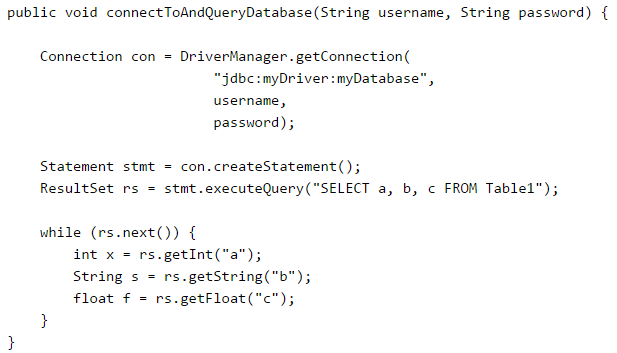 public void connectToAndQueryDatabase(String username, String password) {
Connection con = DriverManager.getConnection(
"jdbc:myDriver:myDatabase",
username,
password);
Statement stmt = con.createStatement();
ResultSet rs = stmt.executeQuery("SELECT a, b, c FROM Table1");
while (rs.next()) {
int x = rs.getInt("a");
String s = rs.getString("b");
float f = rs.getFloat("c");
}
}